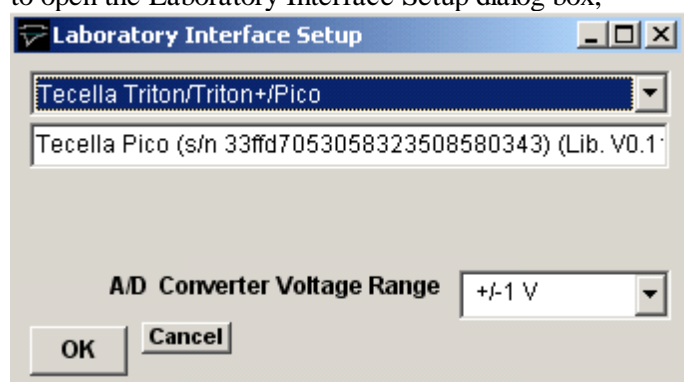 to open the Laboratory Interface Setup dialog box,
Laboratory Interface Setup
Tecella Triton/Triton+/Pico
Tecella Pico (s/n 33ffd7053058323508580343) (Lib. V0.1
A/D Converter Voltage Range
+/-1 V
OK
Cancel